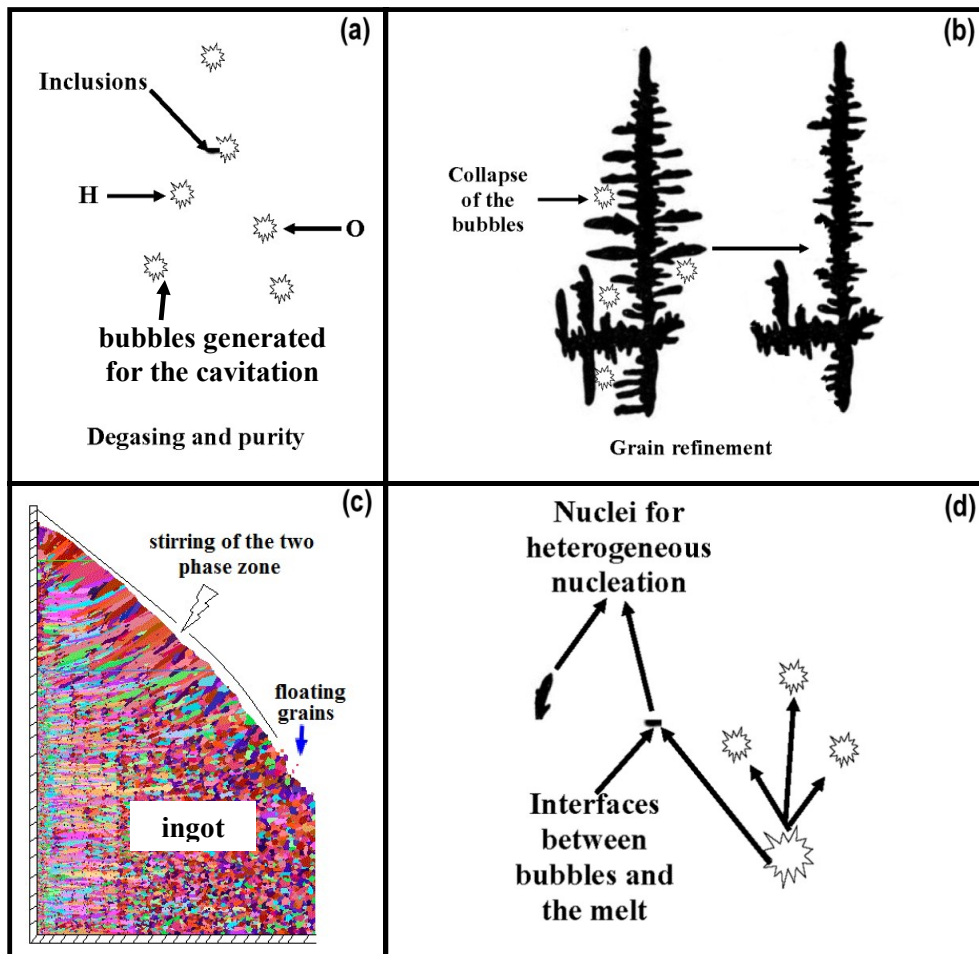 (a)
Inclusions
H
O
bubbles generated
for the cavitation
Degasing and purity
(b)
Collapse
of the
bubbles
Grain refinement
(c)
stirring of the two
phase zone
floating
grains
ingot
(d)
Nuclei for
heterogeneous
nucleation
Interfaces
between
bubbles and
the melt